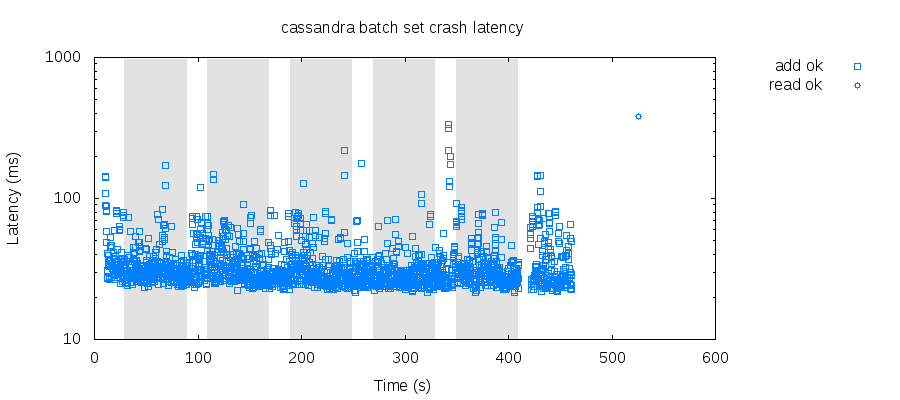 cassandra batch set crash latency
add ok
read ok
Latency (ms)
1000
100
10
0 100 200 300 400 500 600
Time (s)